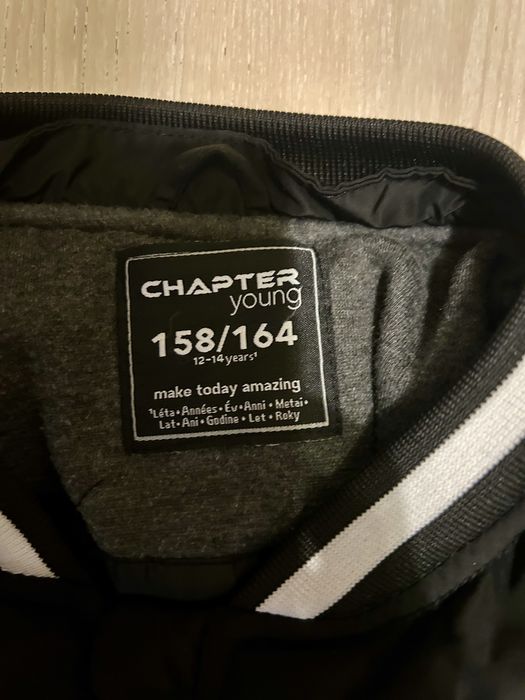 CHAPTER
young
158/164
12-14years¹
make today amazing
¹Léta•Années•Év•Anni•Metai•
Lat•Ani•Godine•Let•Roky